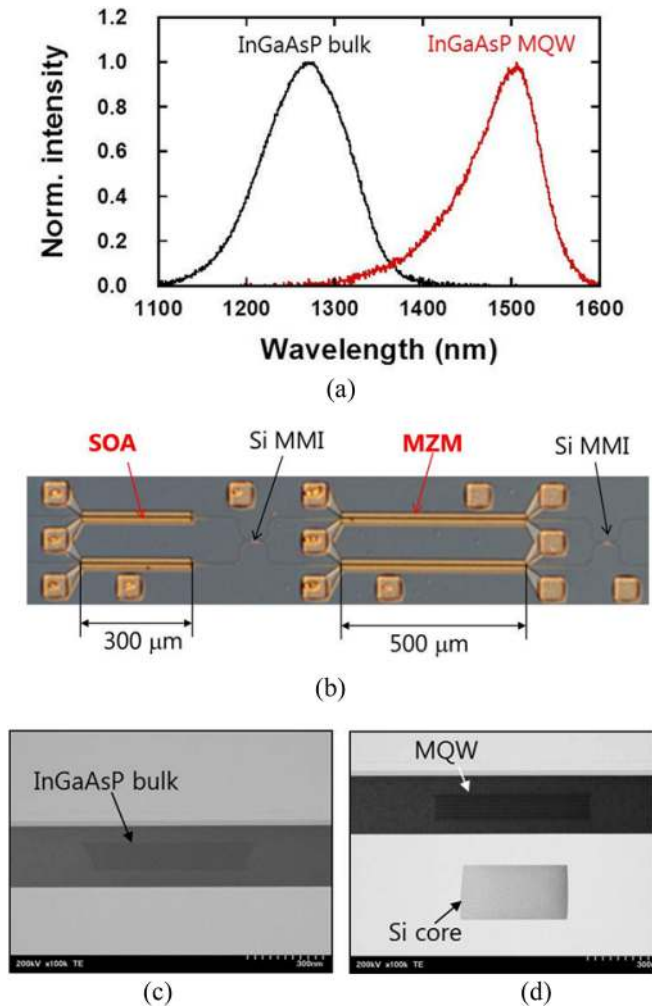 1.2
InGaAsP bulk InGaAsP MQW
1.0
0.8
0.6
0.4
0.2
0.0
Norm. intensity
1100 1200 1300 1400 1500 1600
Wavelength (nm)
(a)
SOA Si MMI MZM Si MMI
300 μm 500 μm
(b)
InGaAsP bulk
200kV x100k TE 300nm
(c)
MQW
Si core
200kV x100k TE 300n
(d)